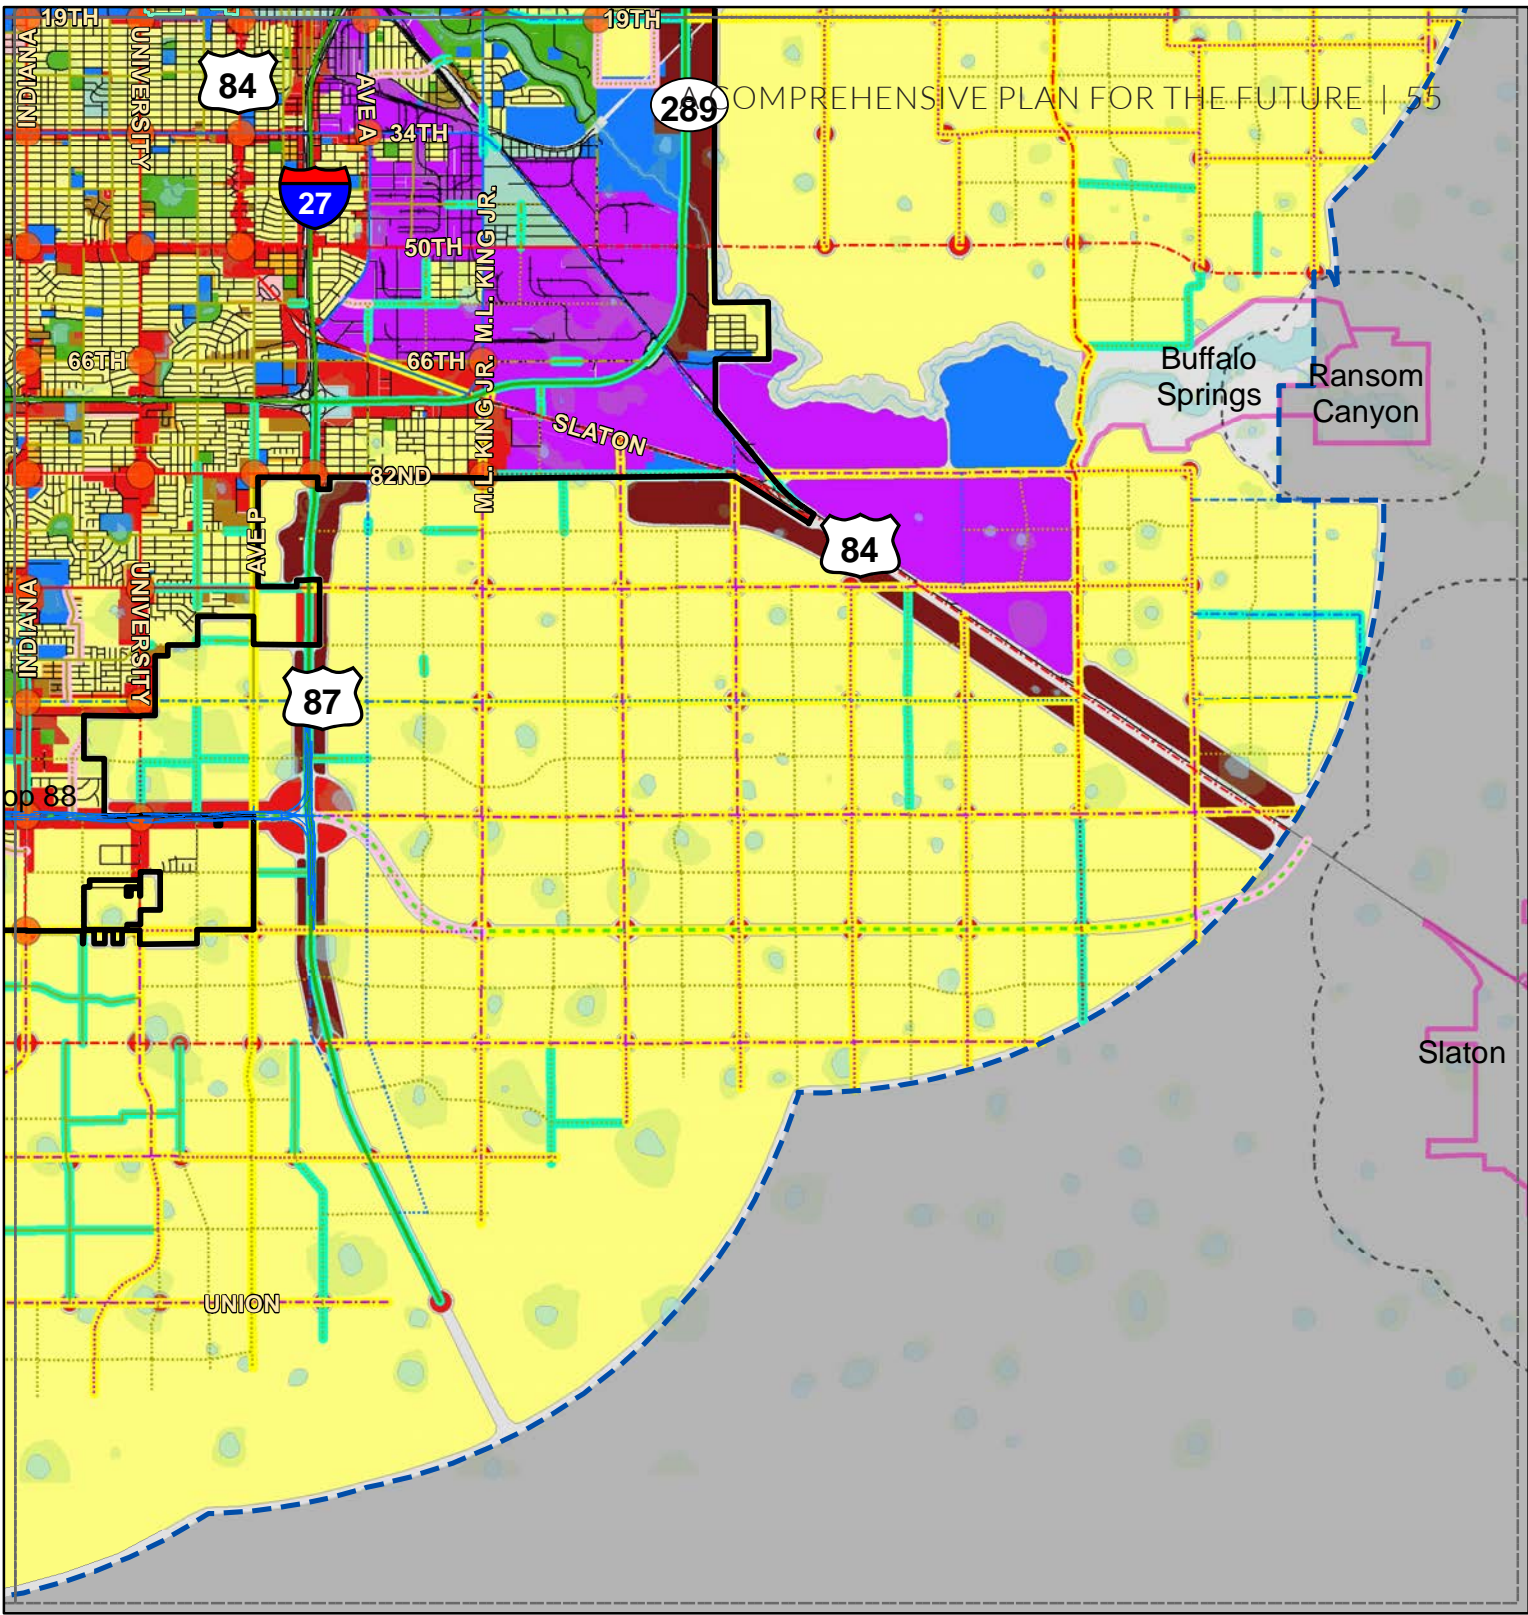 19TH
19TH
INDIANA
UNIVERSITY
84
AVE A
289
A COMPREHENSIVE PLAN FOR THE FUTURE | 55
34TH
27
M.L. KING JR.
50TH
66TH
66TH
Buffalo
Springs
Ransom
Canyon
M.L. KING JR.
SLATON
82ND
AVE P
84
INDIANA
UNIVERSITY
87
op 88
Slaton
UNION